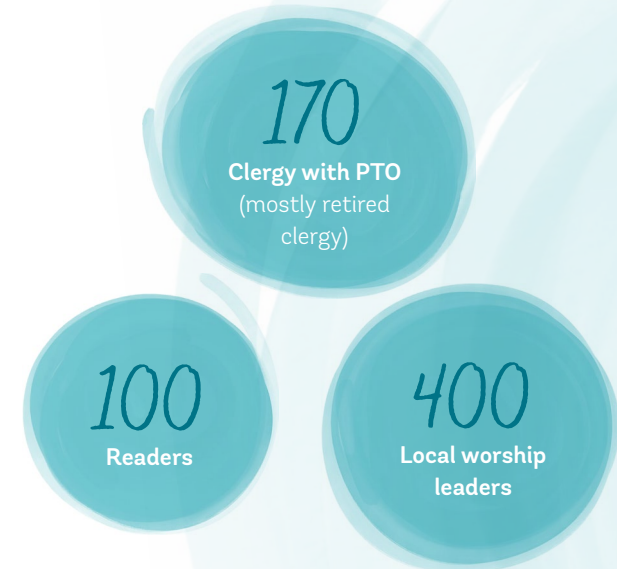 170
Clergy with PTO
(mostly retired
clergy)
100
Readers
400
Local worship
leaders